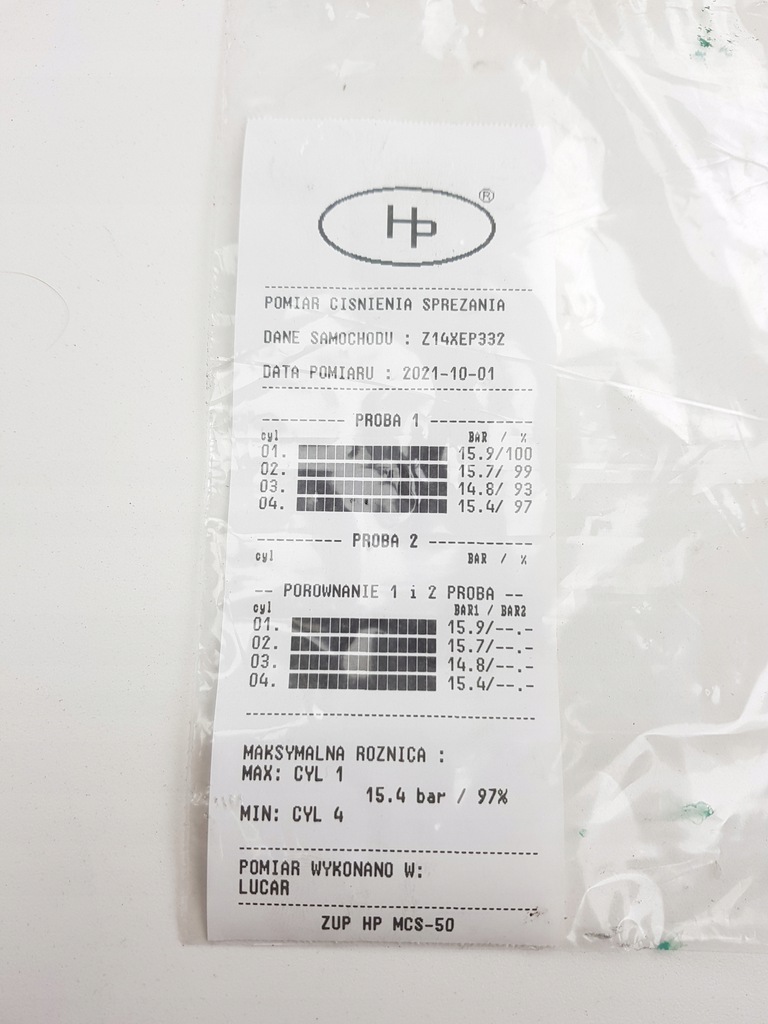 Hp ®
POMIAR CISNIENIA SPREZANIA
DANE SAMOCHODU : Z14XEP332
DATA POMIARU : 2021-10-01
---------- PROBA 1 ----------
cyl BAR / %
01. 15.9/100
02. 15.7/ 99
03. 14.8/ 93
04. 15.4/ 97
---------- PROBA 2 ----------
cyl BAR / %
-- POROWNANIE 1 i 2 PROBA --
cyl BAR1 / BAR2
01. 15.9/--.-
02. 15.7/--.-
03. 14.8/--.-
04. 15.4/--.-
MAKSYMALNA ROZNICA :
MAX: CYL 1
15.4 bar / 97%
MIN: CYL 4
POMIAR WYKONANO W:
LUCAR
ZUP HP MCS-50